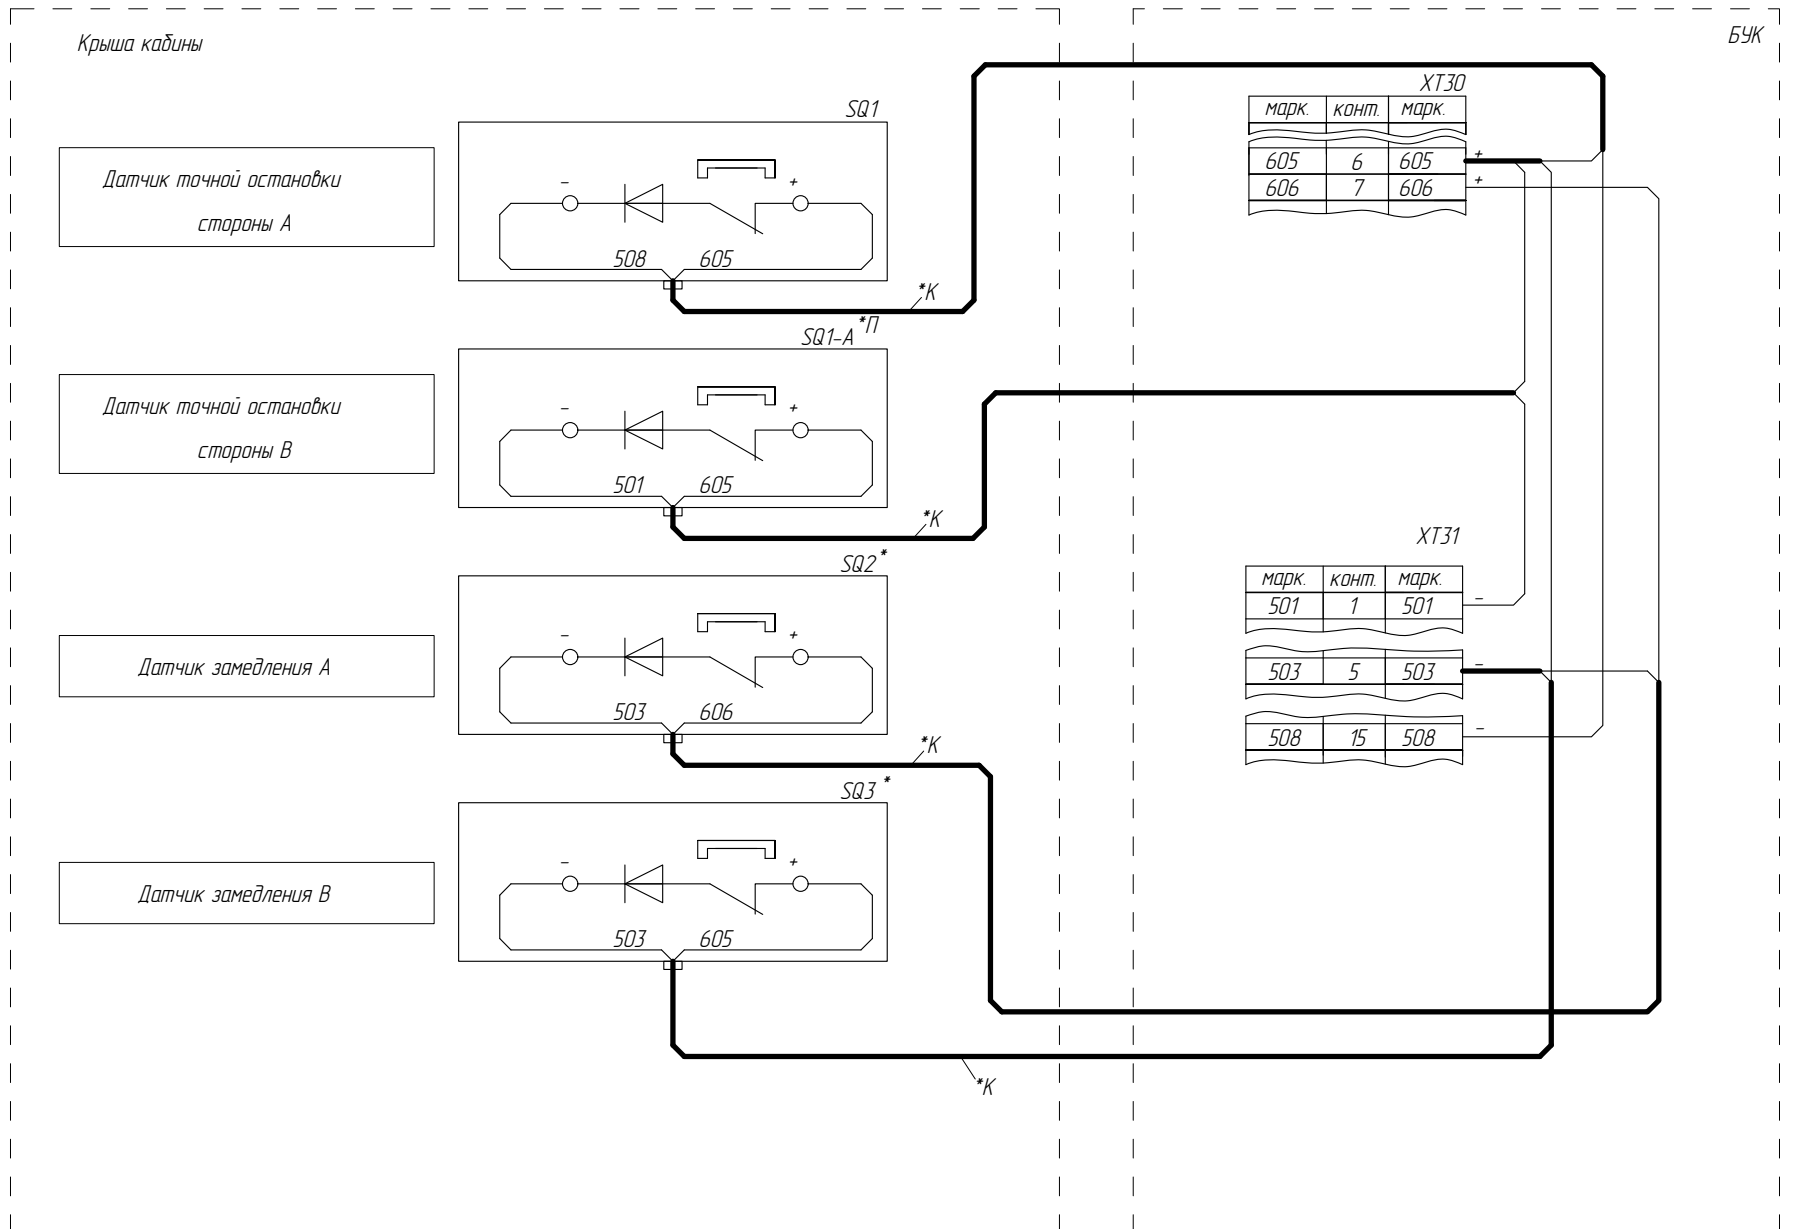 Крыша кабины
БУК
SQ1
Датчик точной остановки
стороны А
- +
508 605
*К
*П
SQ1-А
Датчик точной остановки
стороны В
- +
501 605
*К
SQ2*
Датчик замедления А
- +
503 606
*К
SQ3*
Датчик замедления В
- +
503 605
*К
XT30
марк. конт. марк.
605 6 605 +
606 7 606 +
XT31
марк. конт. марк.
501 1 501 -
503 5 503 -
508 15 508 -